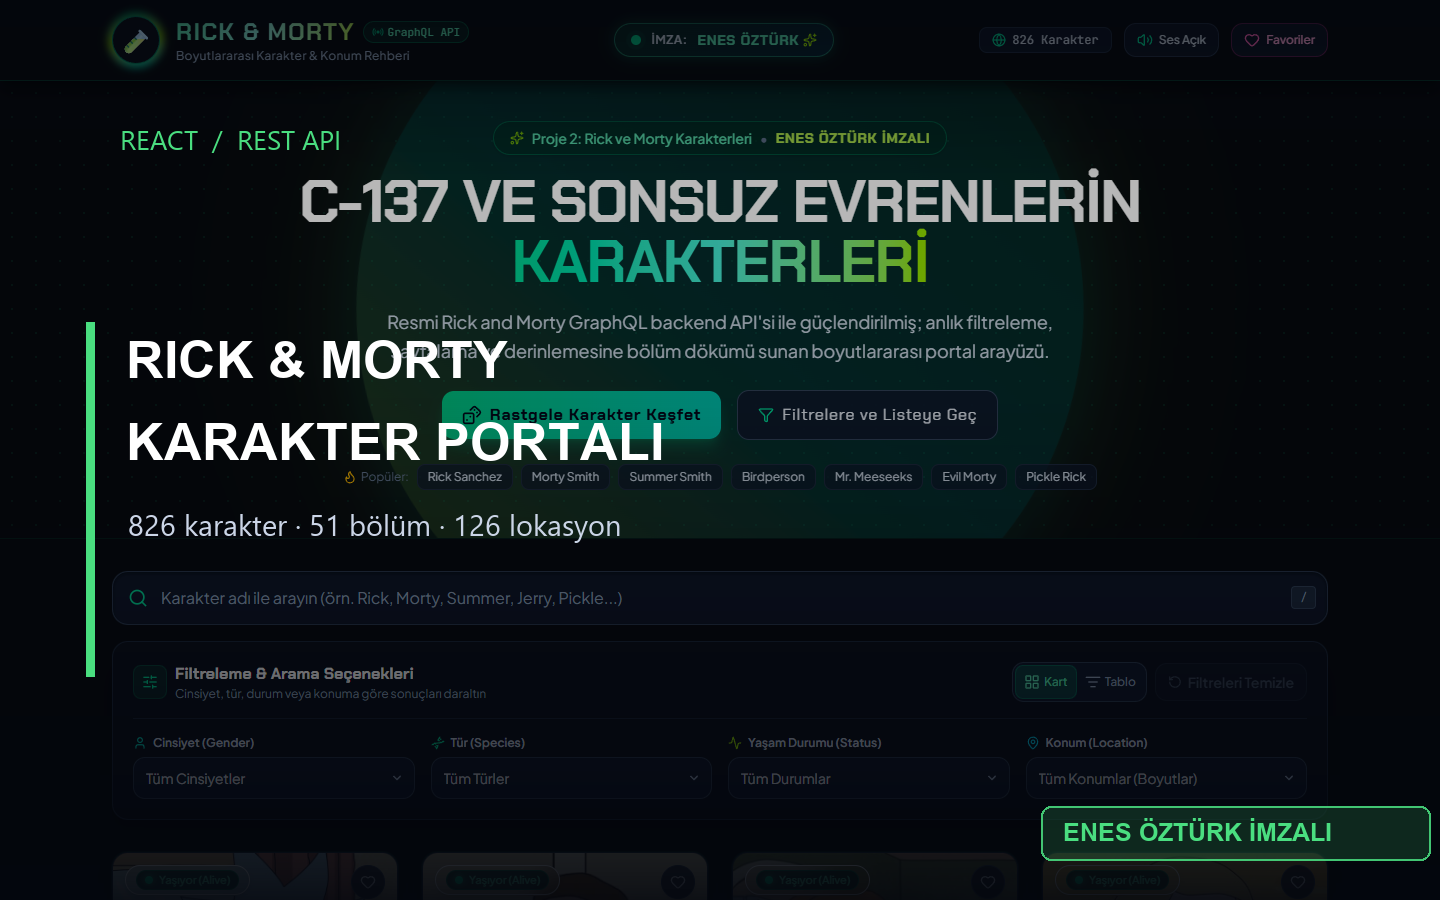 RICK & MORTY
GraphQL API
Boyutlararası Karakter & Konum Rehberi
İMZA: ENES ÖZTÜRK
826 Karakter
Ses Açık
Favoriler
REACT / REST API
Proje 2: Rick ve Morty Karakterleri • ENES ÖZTÜRK İMZALI
C-137 VE SONSUZ EVRENLERİN
KARAKTERLERİ
Resmi Rick and Morty GraphQL backend API'si ile güçlendirilmiş; anlık filtreleme,
sayfalama ve derinlemesine bölüm dökümü sunan boyutlararası portal arayüzü.
RICK & MORTY
Rastgele Karakter Keşfet
Filtrelere ve Listeye Geç
KARAKTER PORTALI
Popüler:
Rick Sanchez
Morty Smith
Summer Smith
Birdperson
Mr. Meeseeks
Evil Morty
Pickle Rick
826 karakter · 51 bölüm · 126 lokasyon
Karakter adı ile arayın (örn. Rick, Morty, Summer, Jerry, Pickle...)
/
Filtreleme & Arama Seçenekleri
Cinsiyet, tür, durum veya konuma göre sonuçları daraltın
Kart
Tablo
Filtreleri Temizle
Cinsiyet (Gender)
Tür (Species)
Yaşam Durumu (Status)
Konum (Location)
Tüm Cinsiyetler
Tüm Türler
Tüm Durumlar
Tüm Konumlar (Boyutlar)
ENES ÖZTÜRK İMZALI
Yaşıyor (Alive)
Yaşıyor (Alive)
Yaşıyor (Alive)
Yaşıyor (Alive)